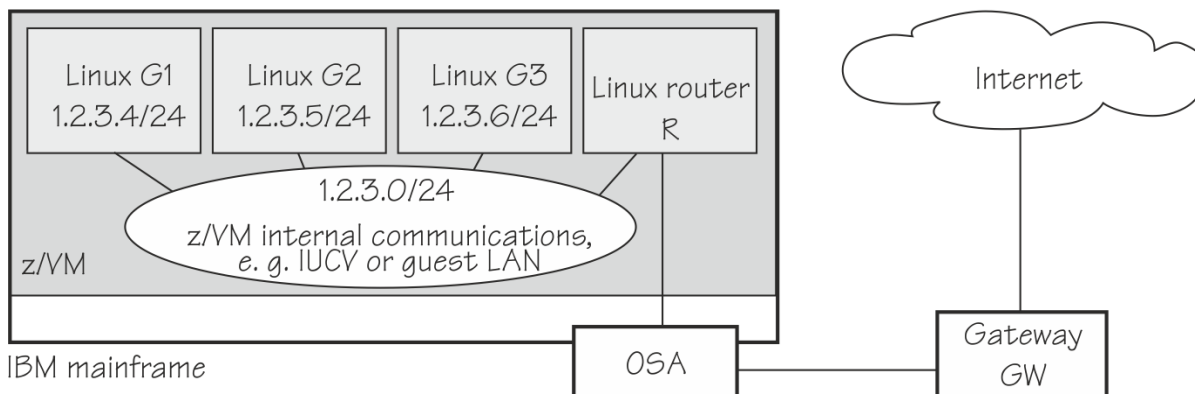 Linux G1
1.2.3.4/24
Linux G2
1.2.3.5/24
Linux G3
1.2.3.6/24
Linux router
R
Internet
1.2.3.0/24
z/VM internal communications,
e. g. IUCV or guest LAN
z/VM
IBM mainframe
OSA
Gateway
GW